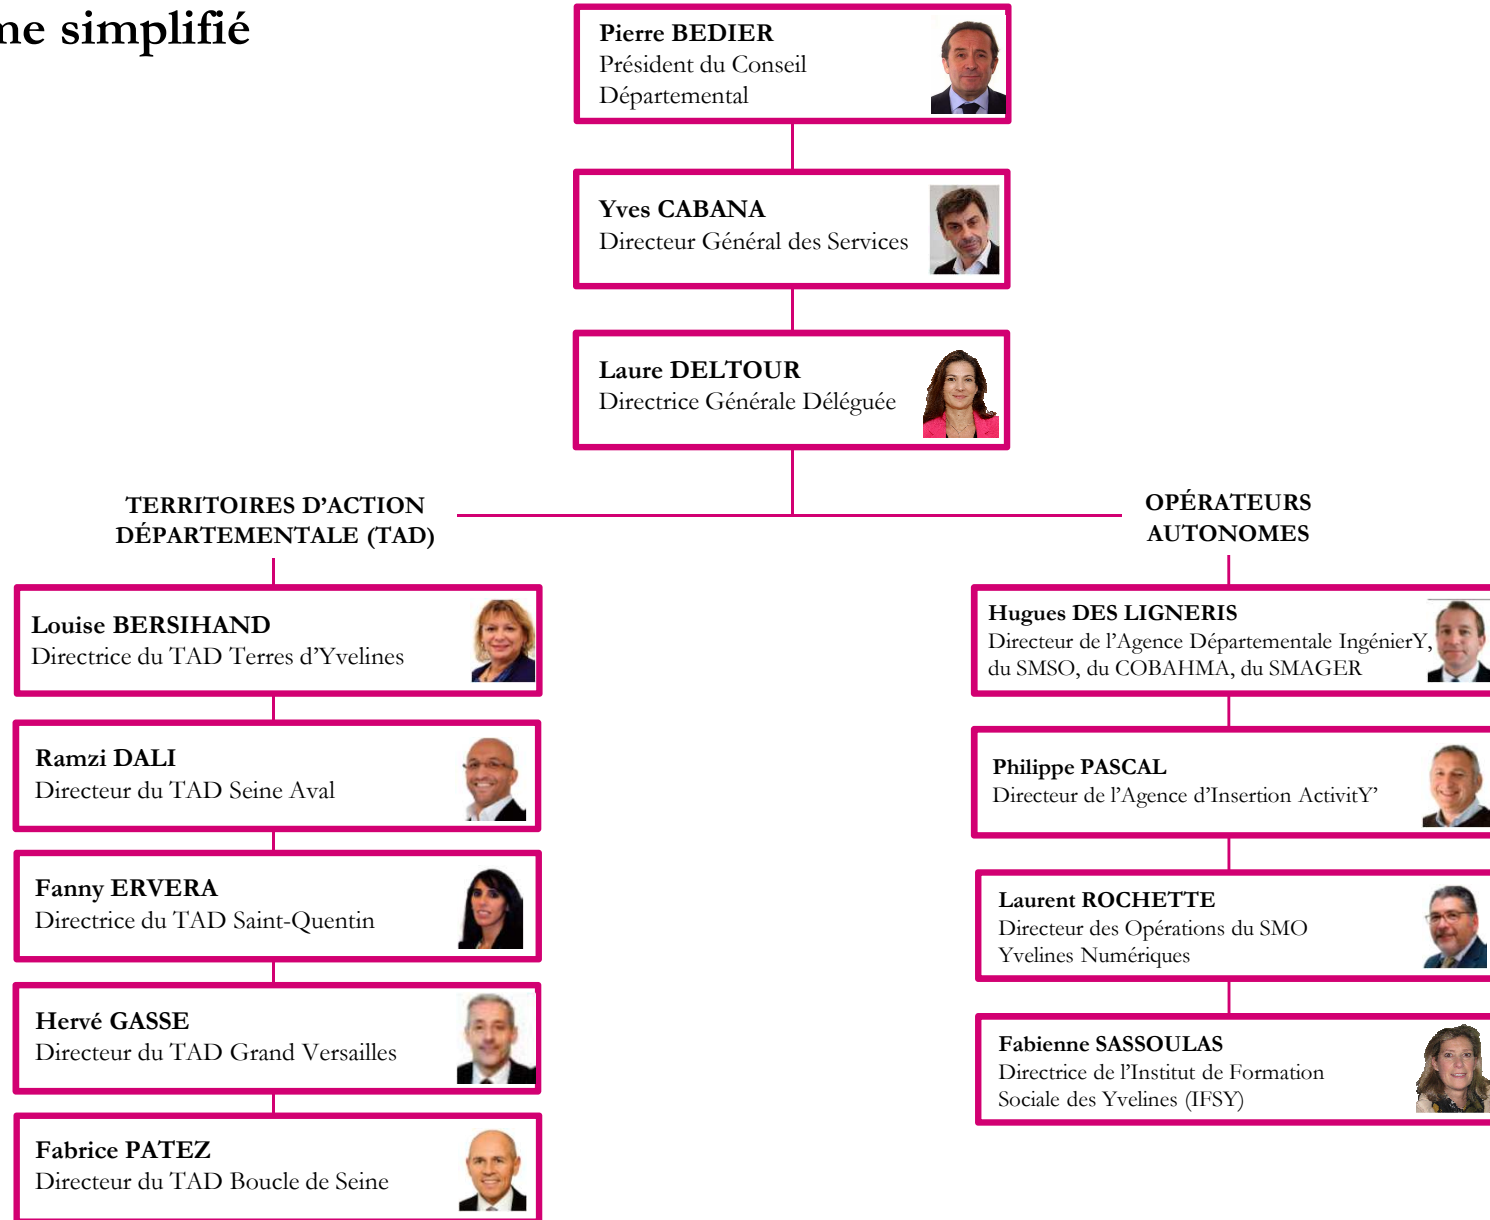 me simplifié
Pierre BEDIER
Président du Conseil
Départemental
Yves CABANA
Directeur Général des Services
Laure DELTOUR
Directrice Générale Déléguée
TERRITOIRES D’ACTION
DÉPARTEMENTALE (TAD)
Louise BERSIHAND
Directrice du TAD Terres d’Yvelines
Ramzi DALI
Directeur du TAD Seine Aval
Fanny ERVERA
Directrice du TAD Saint-Quentin
Hervé GASSE
Directeur du TAD Grand Versailles
Fabrice PATEZ
Directeur du TAD Boucle de Seine
OPÉRATEURS
AUTONOMES
Hugues DES LIGNERIS
Directeur de l’Agence Départementale IngénierY,
du SMSO, du COBAHMA, du SMAGER
Philippe PASCAL
Directeur de l’Agence d’Insertion ActivitY’
Laurent ROCHETTE
Directeur des Opérations du SMO
Yvelines Numériques
Fabienne SASSOULAS
Directrice de l’Institut de Formation
Sociale des Yvelines (IFSY)